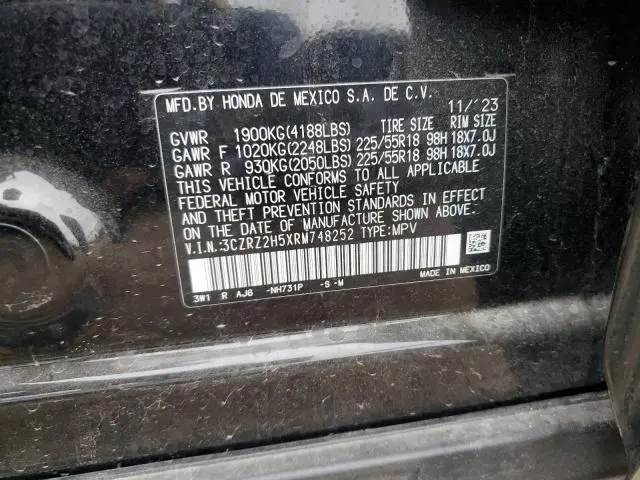 MFD.BY HONDA DE MEXICO S.A. DE C.V. 11/'23
GVWR 1900KG(4188LBS) TIRE SIZE RIM SIZE
GAWR F 1020KG(2248LBS) 225/55R18 98H 18X7.0J
GAWR R 930KG(2050LBS) 225/55R18 98H 18X7.0J
THIS VEHICLE CONFORMS TO ALL APPLICABLE
FEDERAL MOTOR VEHICLE SAFETY
AND THEFT PREVENTION STANDARDS IN EFFECT
ON THE DATE OF MANUFACTURE SHOWN ABOVE.
V.I.N.:3CZRZ2H5XRM748252 TYPE:MPV
3W1 R AJ6 -NH731P -S -M